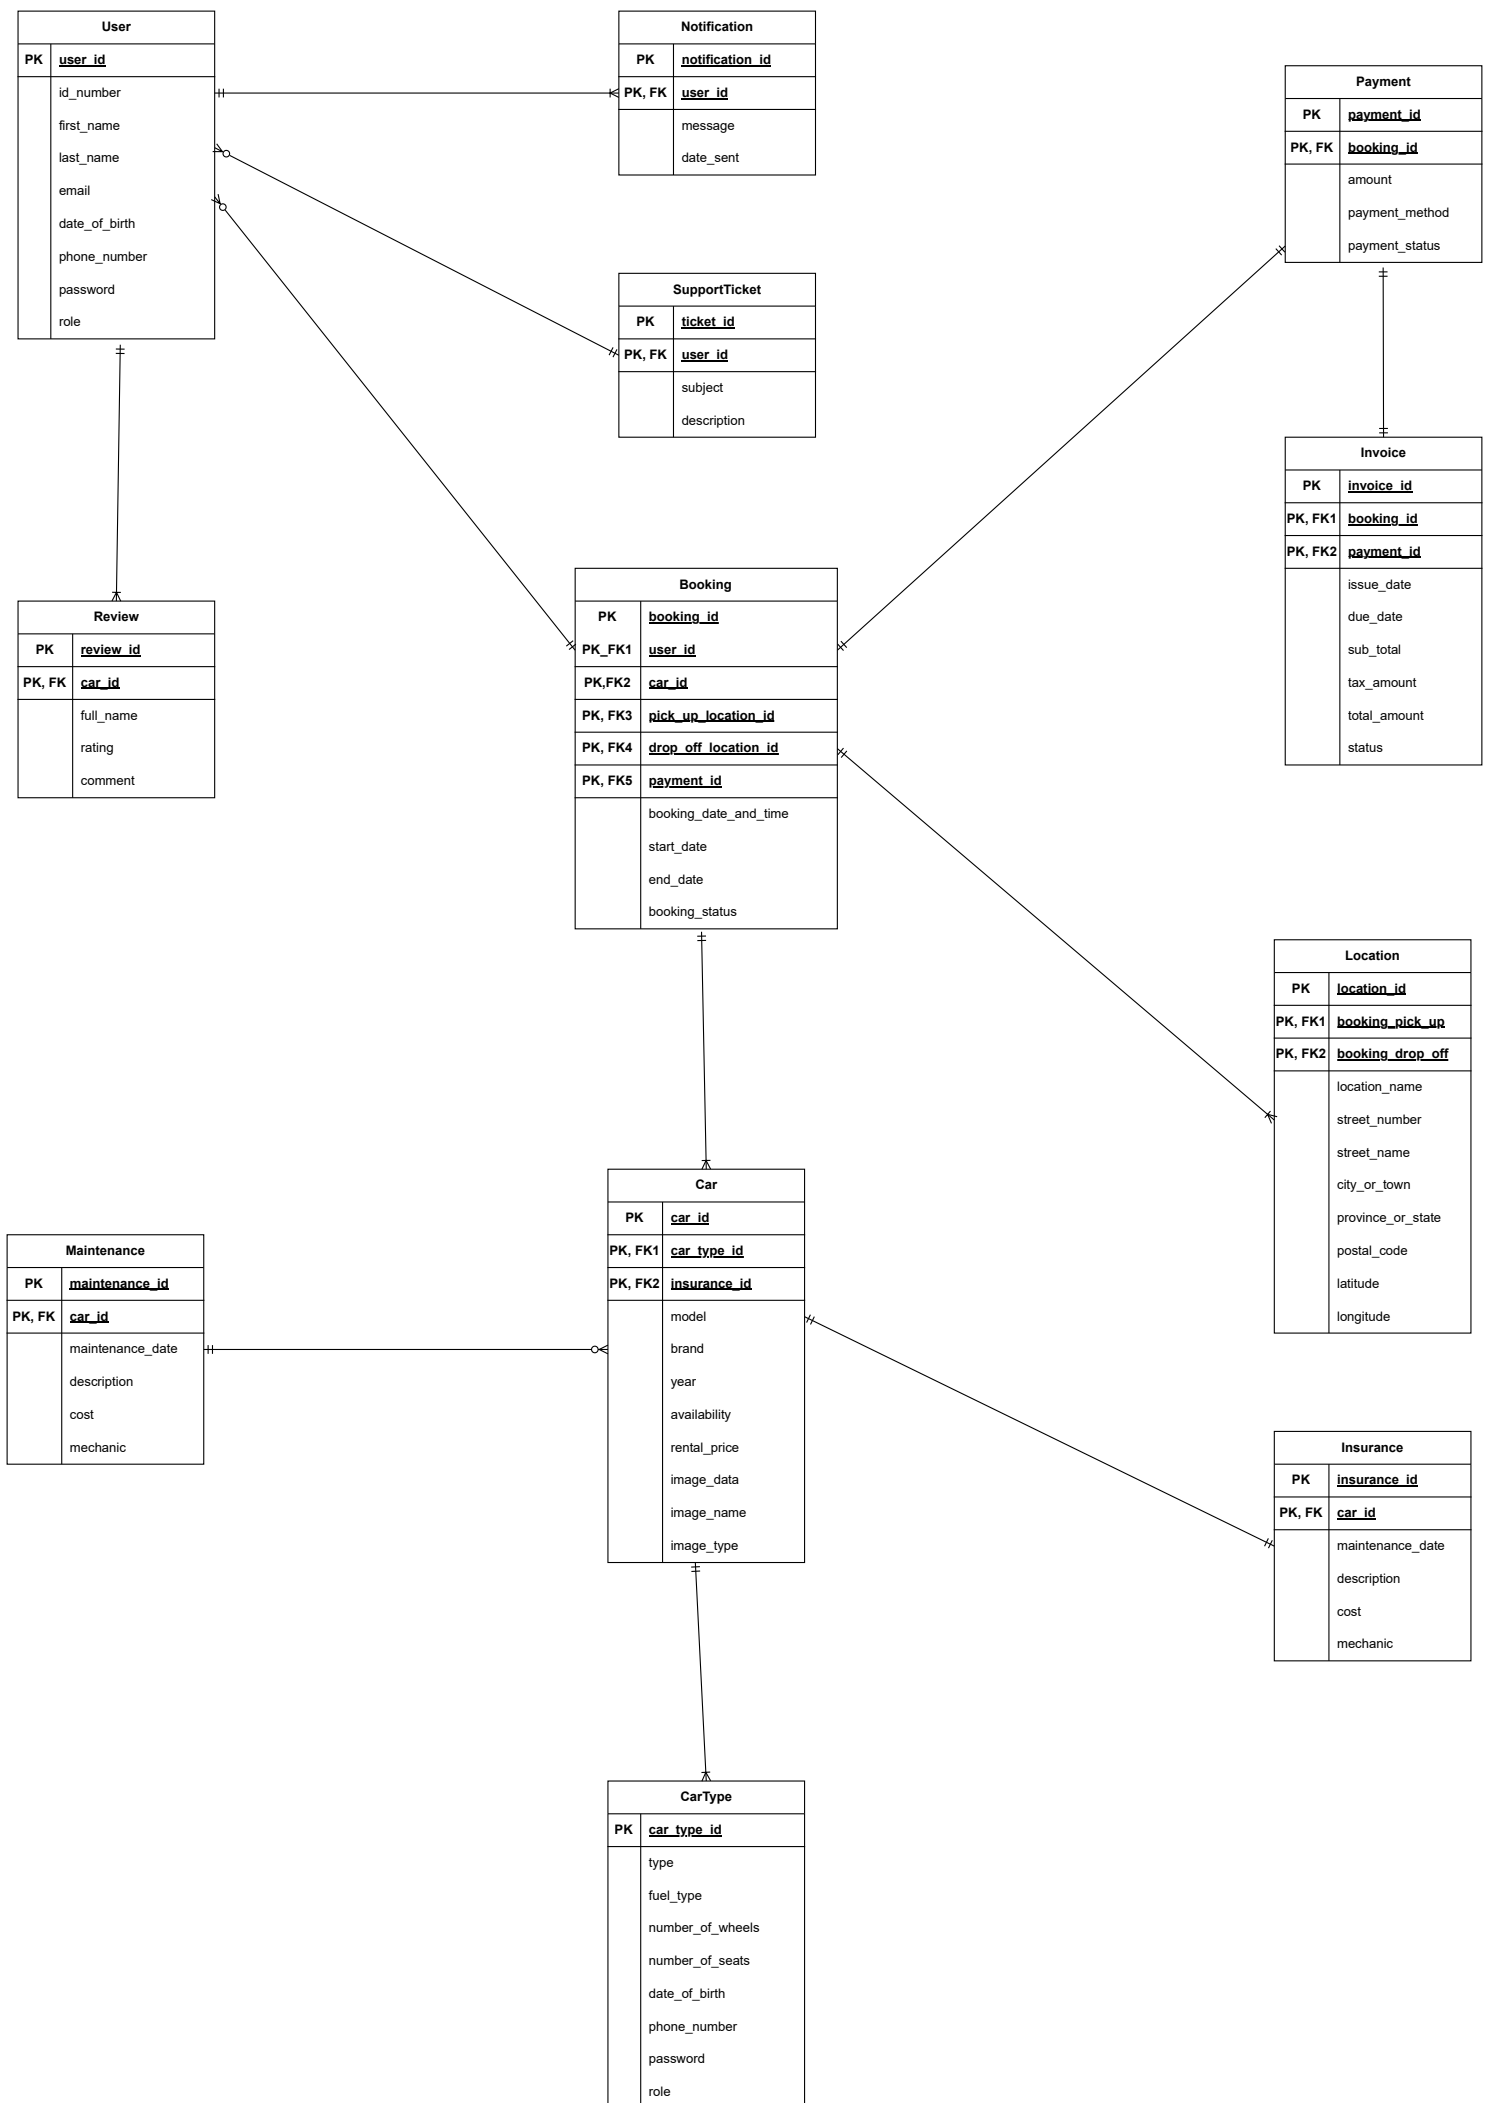 User
PK user_id
id_number
first_name
last_name
email
date_of_birth
phone_number
password
role
Notification
PK notification_id
PK, FK user_id
message
date_sent
Payment
PK payment_id
PK, FK booking_id
amount
payment_method
payment_status
SupportTicket
PK ticket_id
PK, FK user_id
subject
description
Invoice
PK invoice_id
PK, FK1 booking_id
PK, FK2 payment_id
issue_date
due_date
sub_total
tax_amount
total_amount
status
Review
PK review_id
PK, FK car_id
full_name
rating
comment
Booking
PK booking_id
PK_FK1 user_id
PK,FK2 car_id
PK, FK3 pick_up_location_id
PK, FK4 drop_off_location_id
PK, FK5 payment_id
booking_date_and_time
start_date
end_date
booking_status
Location
PK location_id
PK, FK1 booking_pick_up
PK, FK2 booking_drop_off
location_name
street_number
street_name
city_or_town
province_or_state
postal_code
latitude
longitude
Car
PK car_id
PK, FK1 car_type_id
PK, FK2 insurance_id
model
brand
year
availability
rental_price
image_data
image_name
image_type
Maintenance
PK maintenance_id
PK, FK car_id
maintenance_date
description
cost
mechanic
Insurance
PK insurance_id
PK, FK car_id
maintenance_date
description
cost
mechanic
CarType
PK car_type_id
type
fuel_type
number_of_wheels
number_of_seats
date_of_birth
phone_number
password
role